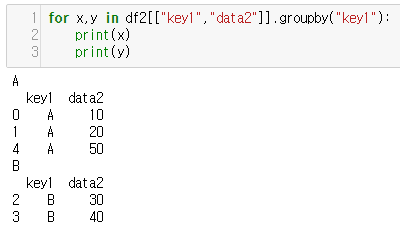 1 for x,y in df2[["key1","data2"]].groupby("key1"):
2     print(x)
3     print(y)
A
  key1  data2
0    A     10
1    A     20
4    A     50
B
  key1  data2
2    B     30
3    B     40